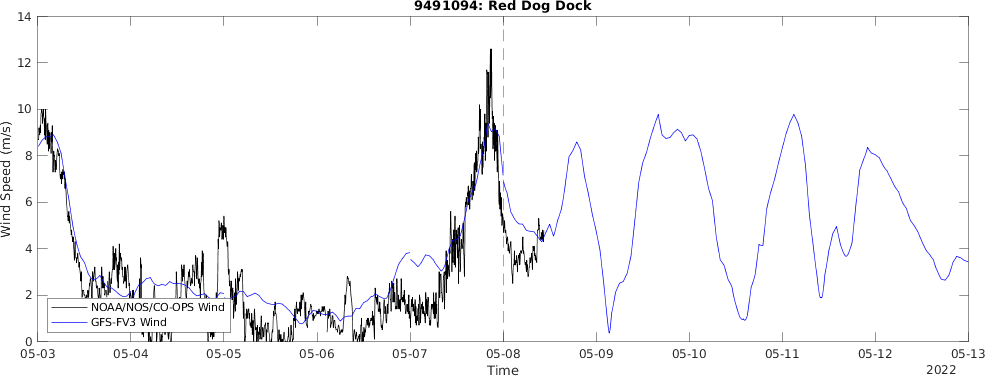 9491094: Red Dog Dock
14
12
10
8
6
4
2
0
Wind Speed (m/s)
NOAA/NOS/CO-OPS Wind
GFS-FV3 Wind
05-03 05-04 05-05 05-06 05-07 05-08 05-09 05-10 05-11 05-12 05-13
Time
2022